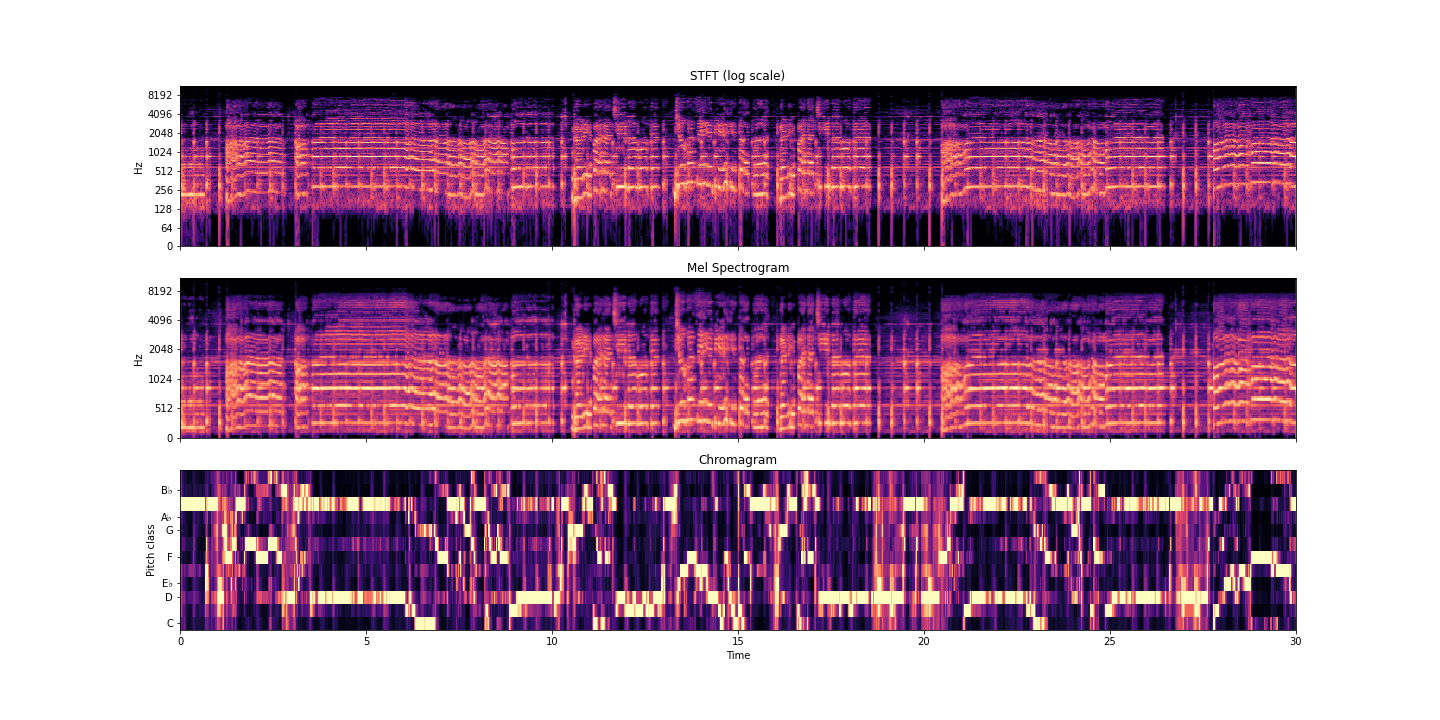 STFT (log scale)
8192
4096
2048
1024
512
256
128
64
0
Hz
Mel Spectrogram
8192
4096
2048
1024
512
0
Hz
Chromagram
B♭
A♭
G
F
E♭
D
C
Pitch class
0 5 10 15 20 25 30
Time